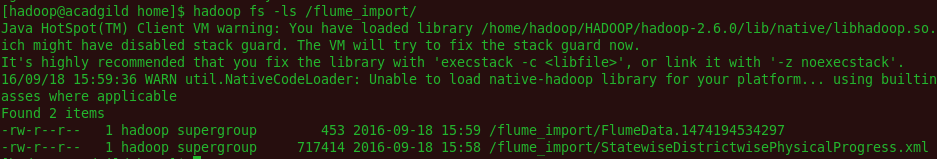 [hadoop@acadgild home]$ hadoop fs -ls /flume_import/
Java HotSpot(TM) Client VM warning: You have loaded library /home/hadoop/HADOOP/hadoop-2.6.0/lib/native/libhadoop.so.
ich might have disabled stack guard. The VM will try to fix the stack guard now.
It's highly recommended that you fix the library with 'execstack -c <libfile>', or link it with '-z noexecstack'.
16/09/18 15:59:36 WARN util.NativeCodeLoader: Unable to load native-hadoop library for your platform... using builtin
asses where applicable
Found 2 items
-rw-r--r--   1 hadoop supergroup        453 2016-09-18 15:59 /flume_import/FlumeData.1474194534297
-rw-r--r--   1 hadoop supergroup     717414 2016-09-18 15:58 /flume_import/StatewiseDistrictwisePhysicalProgress.xml